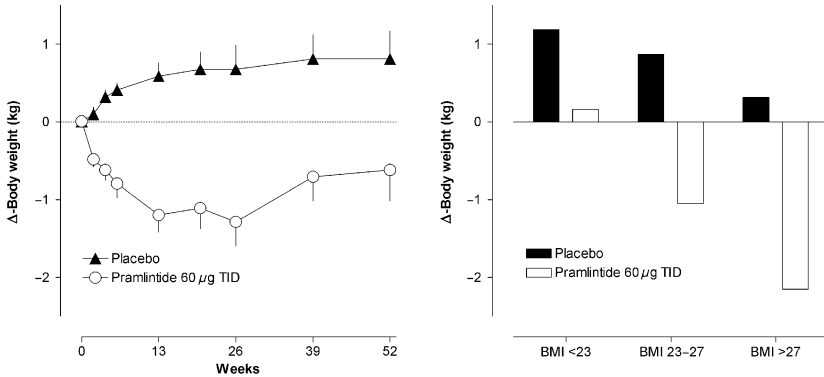 Δ-Body weight (kg)
1
0
−1
−2
Placebo
Pramlintide 60 µg TID
0 13 26 39 52
Weeks
Δ-Body weight (kg)
1
0
−1
−2
Placebo
Pramlintide 60 µg TID
BMI <23 BMI 23–27 BMI >27